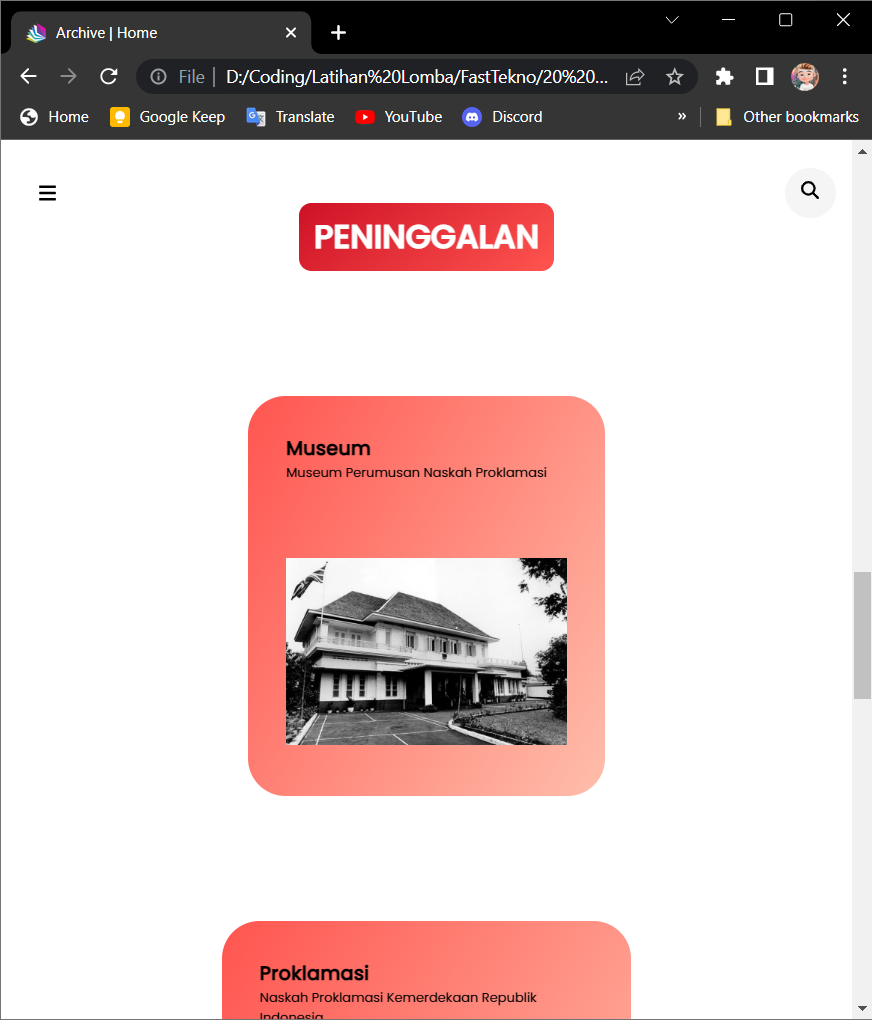 Archive | Home
File
D:/Coding/Latihan%20Lomba/FastTekno/20%20...
Home
Google Keep
Translate
YouTube
Discord
»
Other bookmarks
PENINGGALAN
Museum
Museum Perumusan Naskah Proklamasi
Proklamasi
Naskah Proklamasi Kemerdekaan Republik
Indonesia